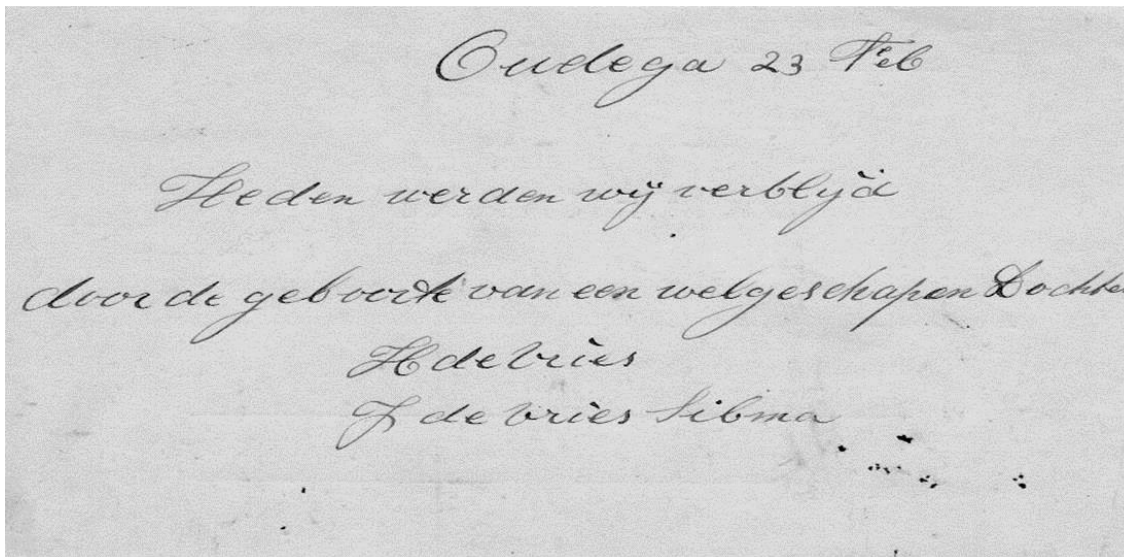 Oudega 23 Feb
Heden werden wij verblijd
door de geboorte van een welgeschapen Dochter
H de Vries
J de Vries Sibma